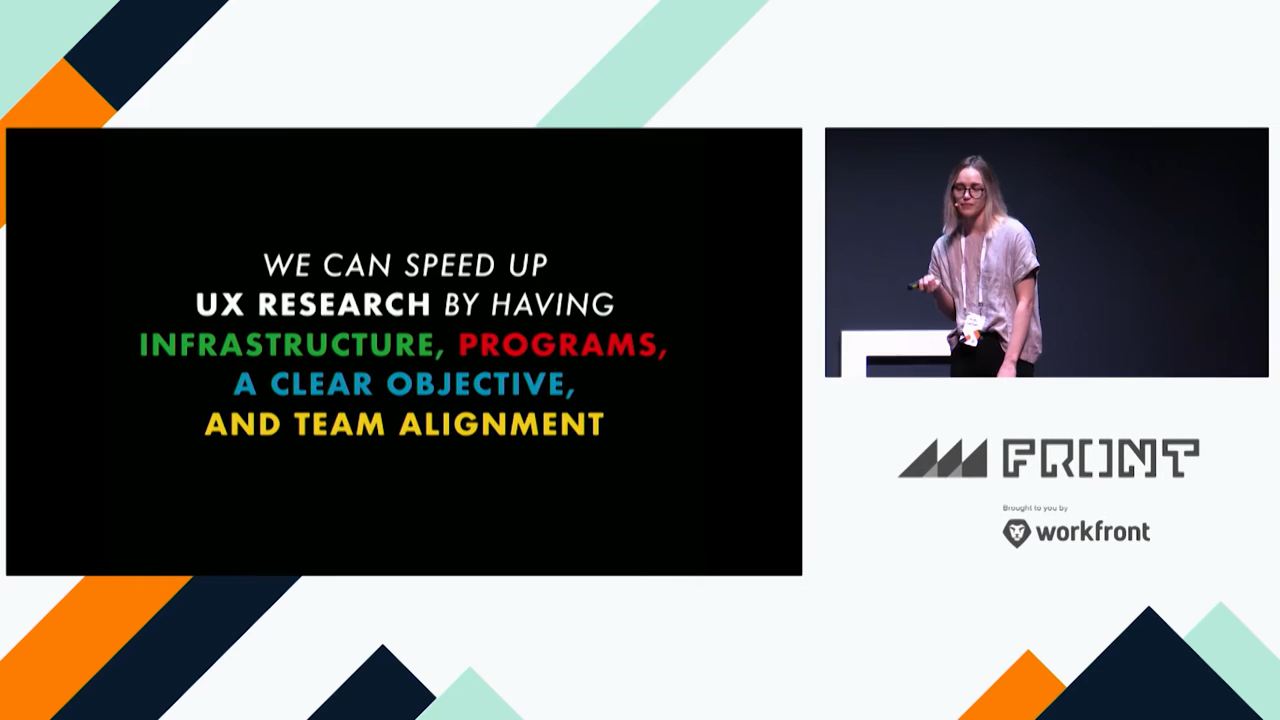 WE CAN SPEED UP
UX RESEARCH BY HAVING
INFRASTRUCTURE, PROGRAMS,
A CLEAR OBJECTIVE,
AND TEAM ALIGNMENT
FRONT
Brought to you by
workfront